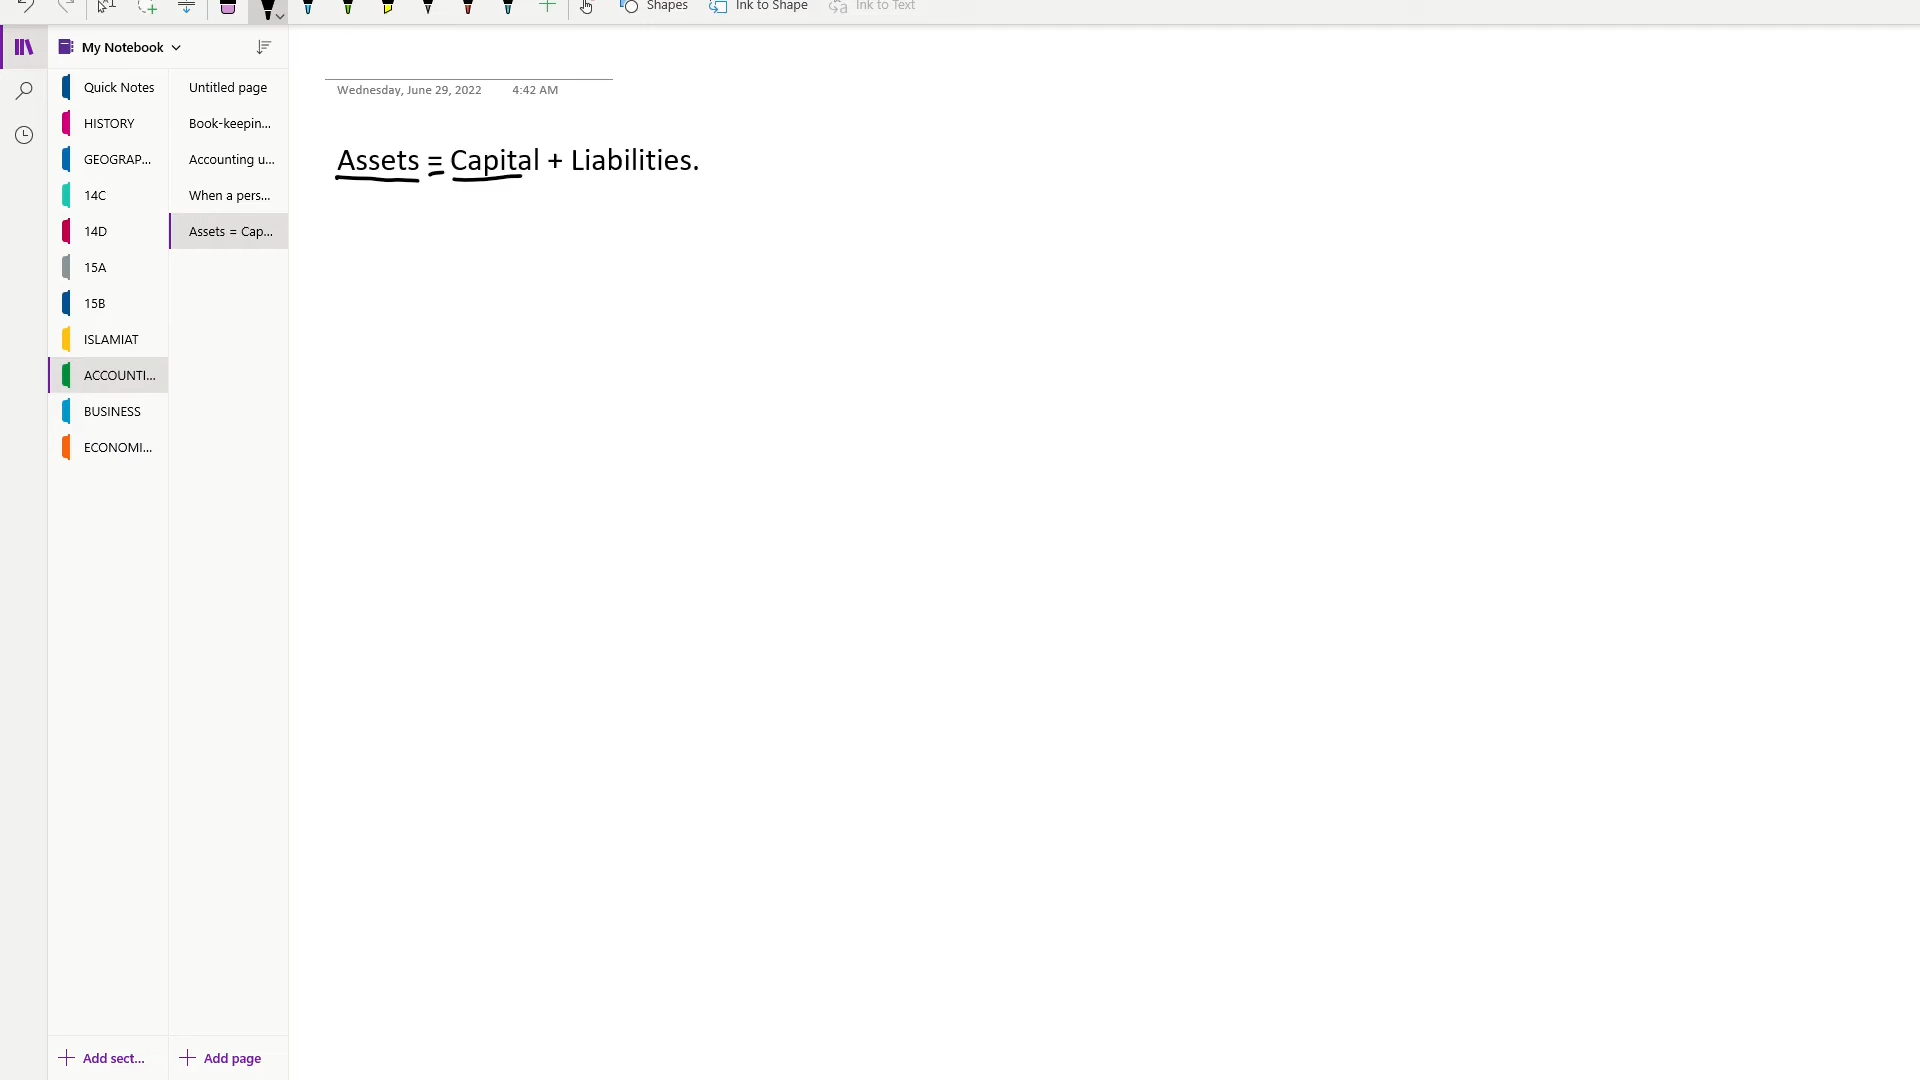 Shapes
Ink to Shape
Ink to Text
My Notebook
Quick Notes
HISTORY
GEOGRAP...
14C
14D
15A
15B
ISLAMIAT
ACCOUNTI...
BUSINESS
ECONOMI...
Add sect...
Untitled page
Book-keepin...
Accounting u...
When a pers...
Assets = Cap...
Add page
Wednesday, June 29, 2022 4:42 AM
Assets = Capital + Liabilities.